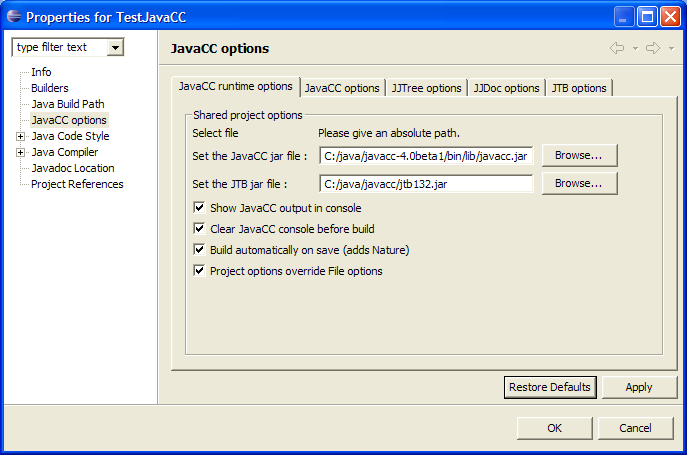 Properties for TestJavaCC
type filter text
Info
Builders
Java Build Path
JavaCC options
Java Code Style
Java Compiler
Javadoc Location
Project References
JavaCC options
JavaCC runtime options JavaCC options JJTree options JJDoc options JTB options
Shared project options
Select file Please give an absolute path.
Set the JavaCC jar file : C:/java/javacc-4.0beta1/bin/lib/javacc.jar Browse...
Set the JTB jar file : C:/java/javacc/jtb132.jar Browse...
Show JavaCC output in console
Clear JavaCC console before build
Build automatically on save (adds Nature)
Project options override File options
Restore Defaults Apply
OK Cancel